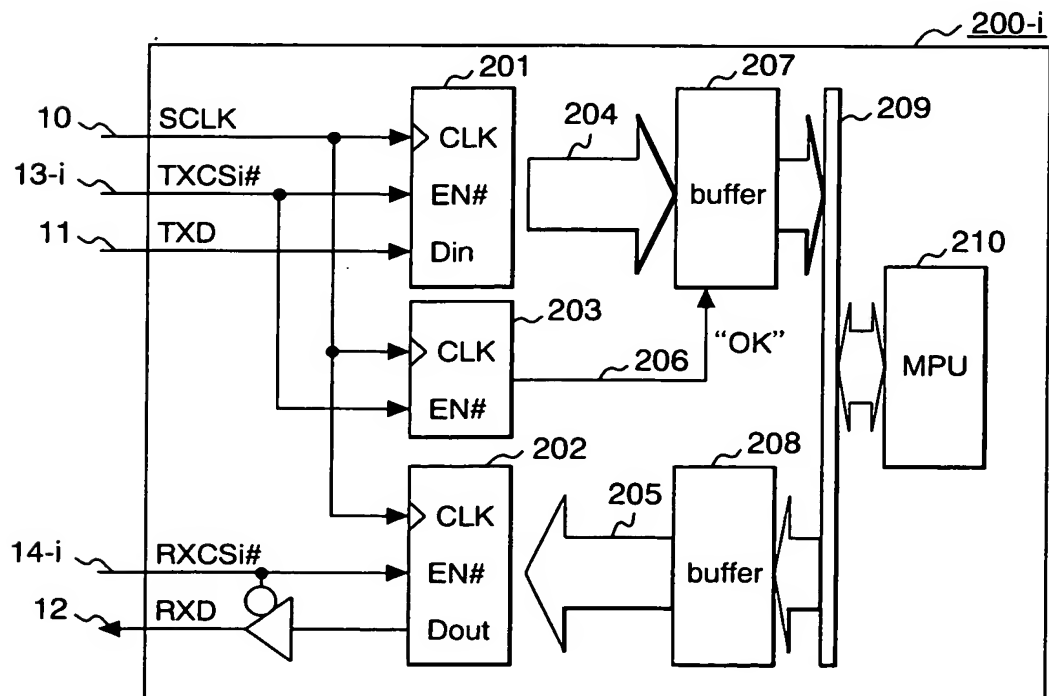 200-i
201
207
10
SCLK
204
209
CLK
13-i
TXCSi#
EN#
buffer
11
TXD
Din
210
203
"OK"
CLK
206
MPU
EN#
202
208
205
CLK
14-i
RXCSi#
EN#
buffer
12
RXD
Dout